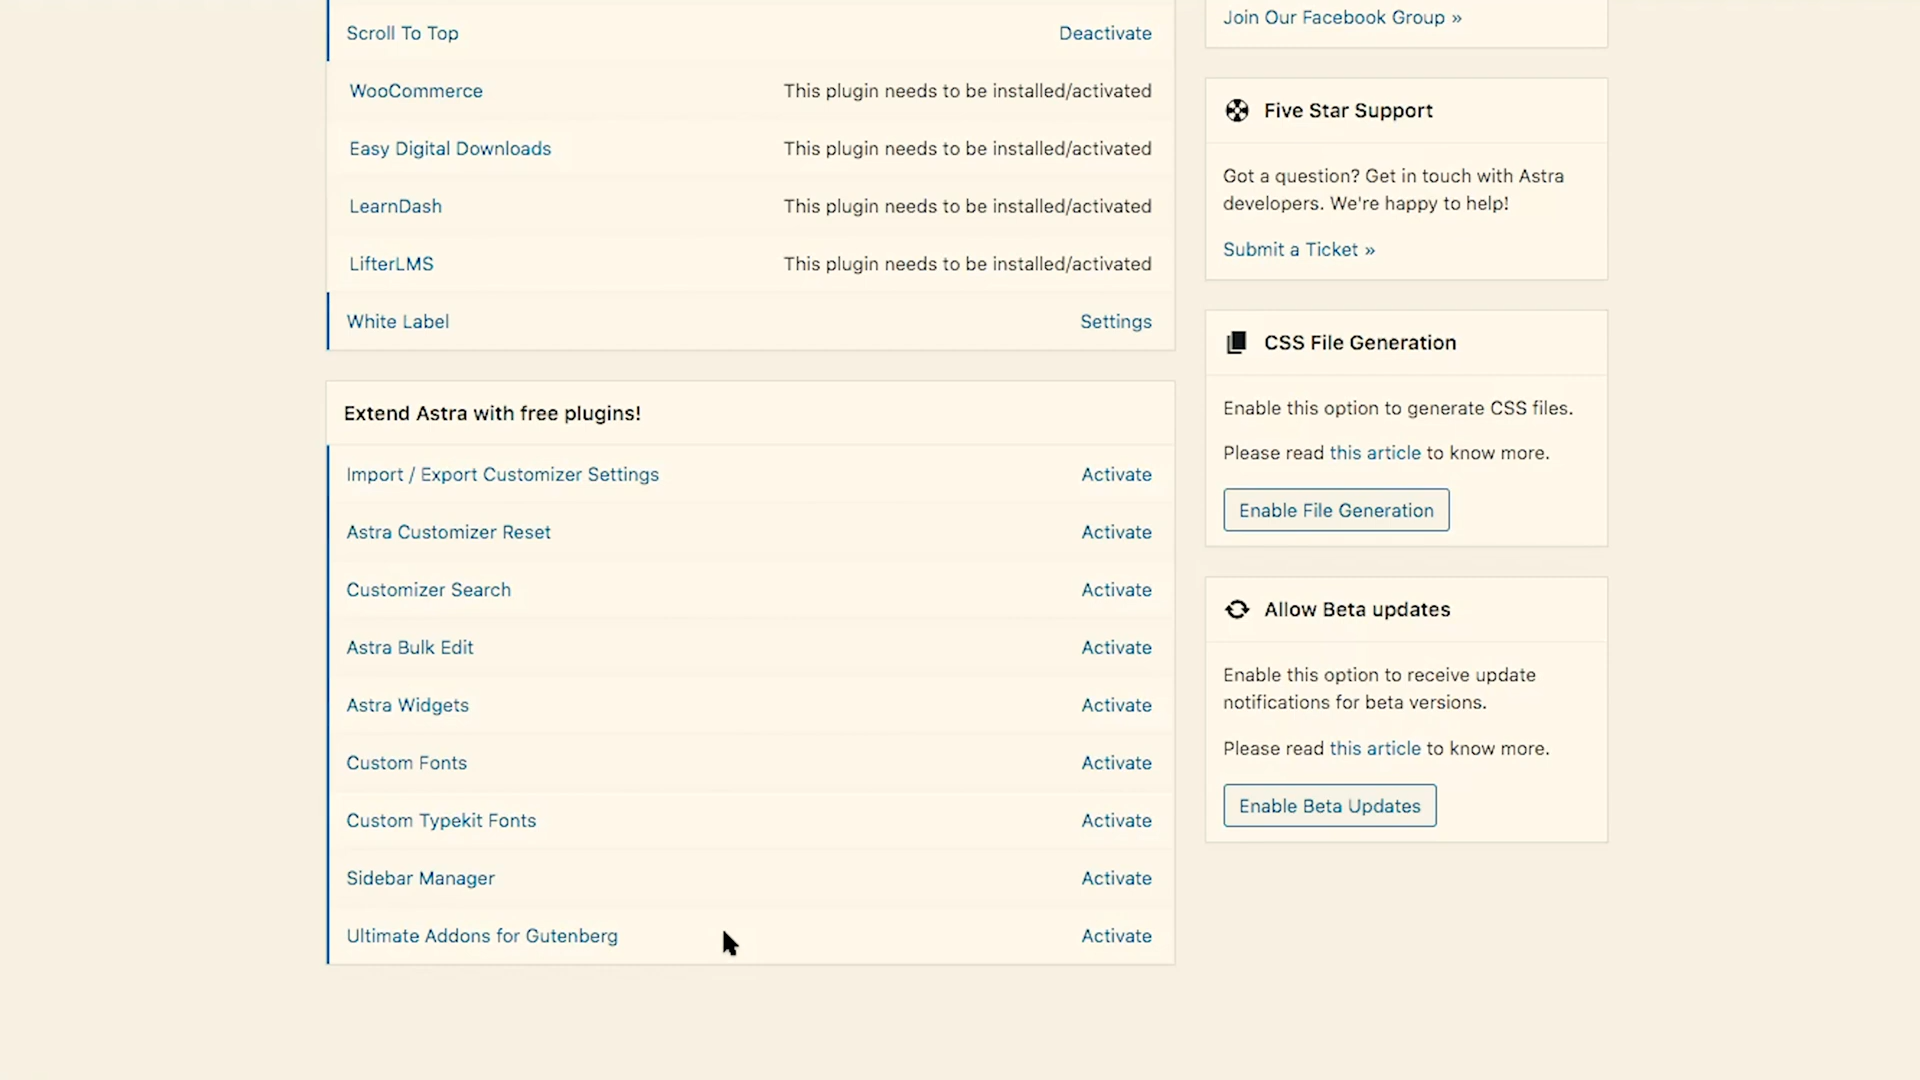 Scroll To Top Deactivate
WooCommerce This plugin needs to be installed/activated
Easy Digital Downloads This plugin needs to be installed/activated
LearnDash This plugin needs to be installed/activated
LifterLMS This plugin needs to be installed/activated
White Label Settings
Extend Astra with free plugins!
Import / Export Customizer Settings Activate
Astra Customizer Reset Activate
Customizer Search Activate
Astra Bulk Edit Activate
Astra Widgets Activate
Custom Fonts Activate
Custom Typekit Fonts Activate
Sidebar Manager Activate
Ultimate Addons for Gutenberg Activate
Join Our Facebook Group »
Five Star Support
Got a question? Get in touch with Astra
developers. We're happy to help!
Submit a Ticket »
CSS File Generation
Enable this option to generate CSS files.
Please read this article to know more.
Enable File Generation
Allow Beta updates
Enable this option to receive update
notifications for beta versions.
Please read this article to know more.
Enable Beta Updates